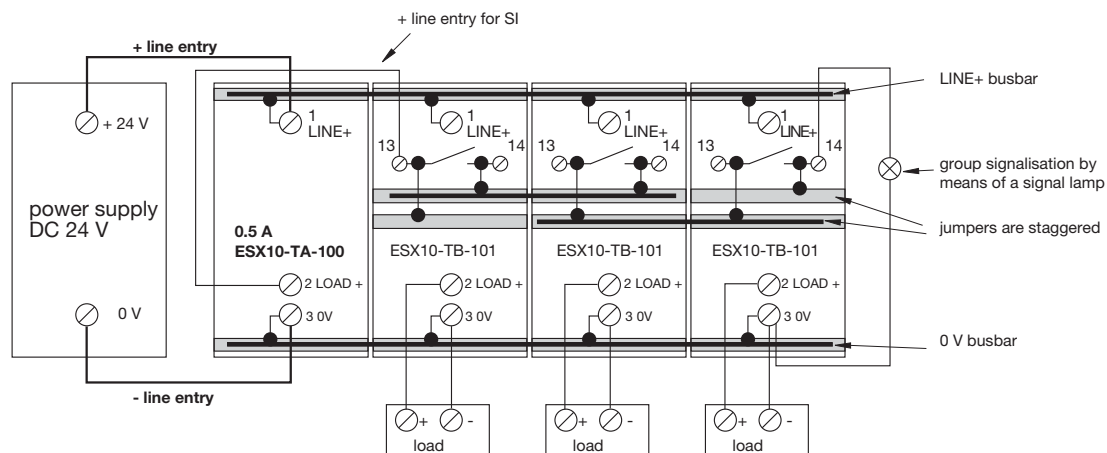 + line entry for SI
+ line entry
LINE+ busbar
+ 24 V
1
LINE+
1
LINE+
1
LINE+
1
LINE+
13
14
13
14
13
14
group signalisation by
means of a signal lamp
power supply
DC 24 V
jumpers are staggered
0.5 A
ESX10-TA-100
ESX10-TB-101
ESX10-TB-101
ESX10-TB-101
2 LOAD +
2 LOAD +
2 LOAD +
2 LOAD +
0 V
3 0V
3 0V
3 0V
3 0V
0 V busbar
- line entry
+
-
load
+
-
load
+
-
load